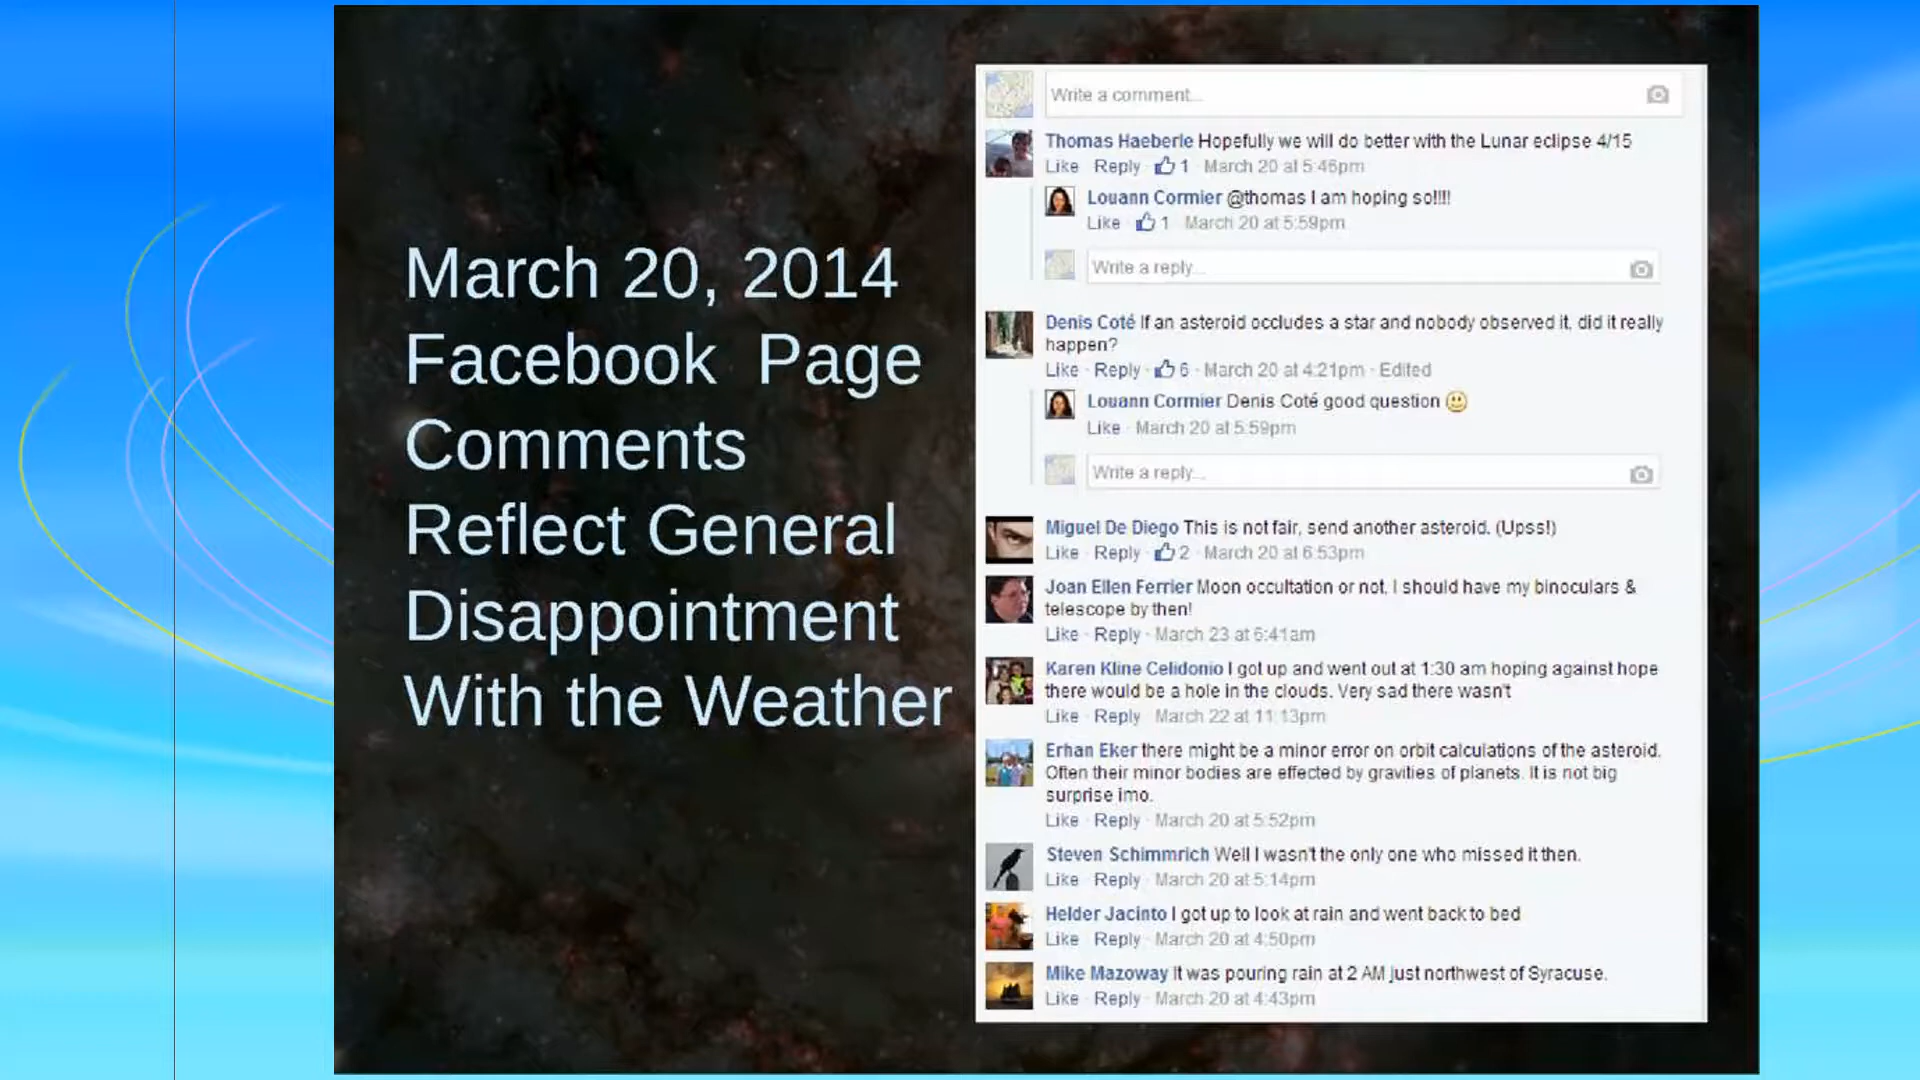 March 20, 2014
Facebook Page
Comments
Reflect General
Disappointment
With the Weather
Write a comment...
Thomas Haeberle Hopefully we will do better with the Lunar eclipse 4/15
Like · Reply · 1 · March 20 at 5:46pm
Louann Cormier @thomas I am hoping so!!!!
Like · 1 · March 20 at 5:59pm
Write a reply...
Denis Coté If an asteroid occludes a star and nobody observed it, did it really
happen?
Like · Reply · 6 · March 20 at 4:21pm · Edited
Louann Cormier Denis Coté good question
Like · March 20 at 5:59pm
Write a reply...
Miguel De Diego This is not fair, send another asteroid. (Upss!)
Like · Reply · 2 · March 20 at 6:53pm
Joan Ellen Ferrier Moon occultation or not, I should have my binoculars &
telescope by then!
Like · Reply · March 23 at 6:41am
Karen Kline Celidonio I got up and went out at 1:30 am hoping against hope
there would be a hole in the clouds. Very sad there wasn't
Like · Reply · March 22 at 11:13pm
Erhan Eker there might be a minor error on orbit calculations of the asteroid.
Often their minor bodies are effected by gravities of planets. It is not big
surprise imo.
Like · Reply · March 20 at 5:52pm
Steven Schimmrich Well I wasn't the only one who missed it then.
Like · Reply · March 20 at 5:14pm
Helder Jacinto I got up to look at rain and went back to bed
Like · Reply · March 20 at 4:50pm
Mike Mazoway It was pouring rain at 2 AM just northwest of Syracuse.
Like · Reply · March 20 at 4:43pm